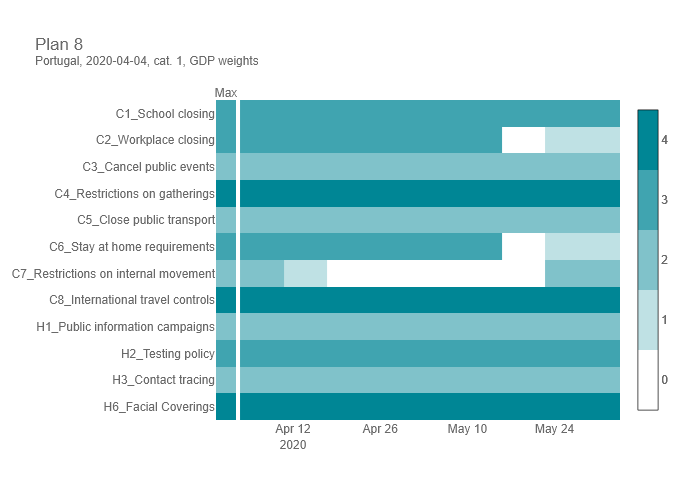 Plan 8
Portugal, 2020-04-04, cat. 1, GDP weights
Max
C1_School closing
C2_Workplace closing
C3_Cancel public events
C4_Restrictions on gatherings
C5_Close public transport
C6_Stay at home requirements
C7_Restrictions on internal movement
C8_International travel controls
H1_Public information campaigns
H2_Testing policy
H3_Contact tracing
H6_Facial Coverings
Apr 12
2020
Apr 26
May 10
May 24
4
3
2
1
0